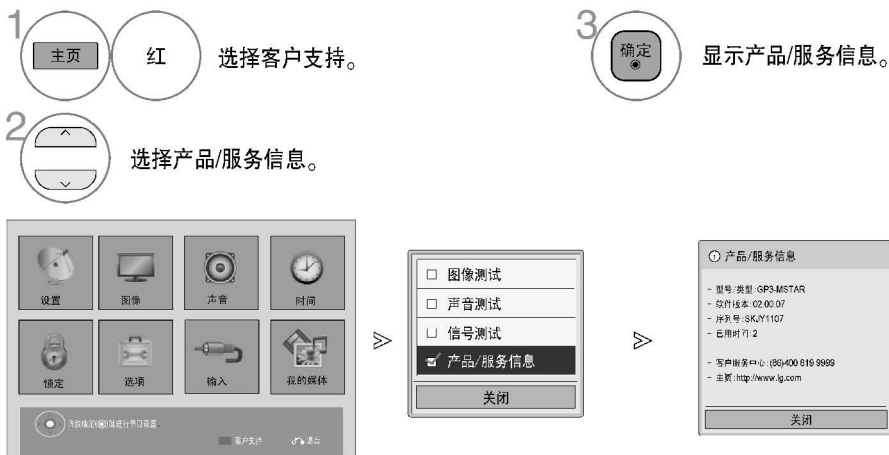 1
主页
红
选择客户支持。
2
选择产品/服务信息。
3
确定
显示产品/服务信息。
设置
图像
声音
时间
锁定
选项
输入
我的媒体
客户支持
退出
图像测试
声音测试
信号测试
产品/服务信息
关闭
产品/服务信息
- 型号/类型:GP3-MSTAR
- 软件版本:02.00.07
- 序列号:SKJY1107
- 已用时间:2
- 客户服务中心:(86)400 819 9999
- 主页:http://www.lg.com
关闭